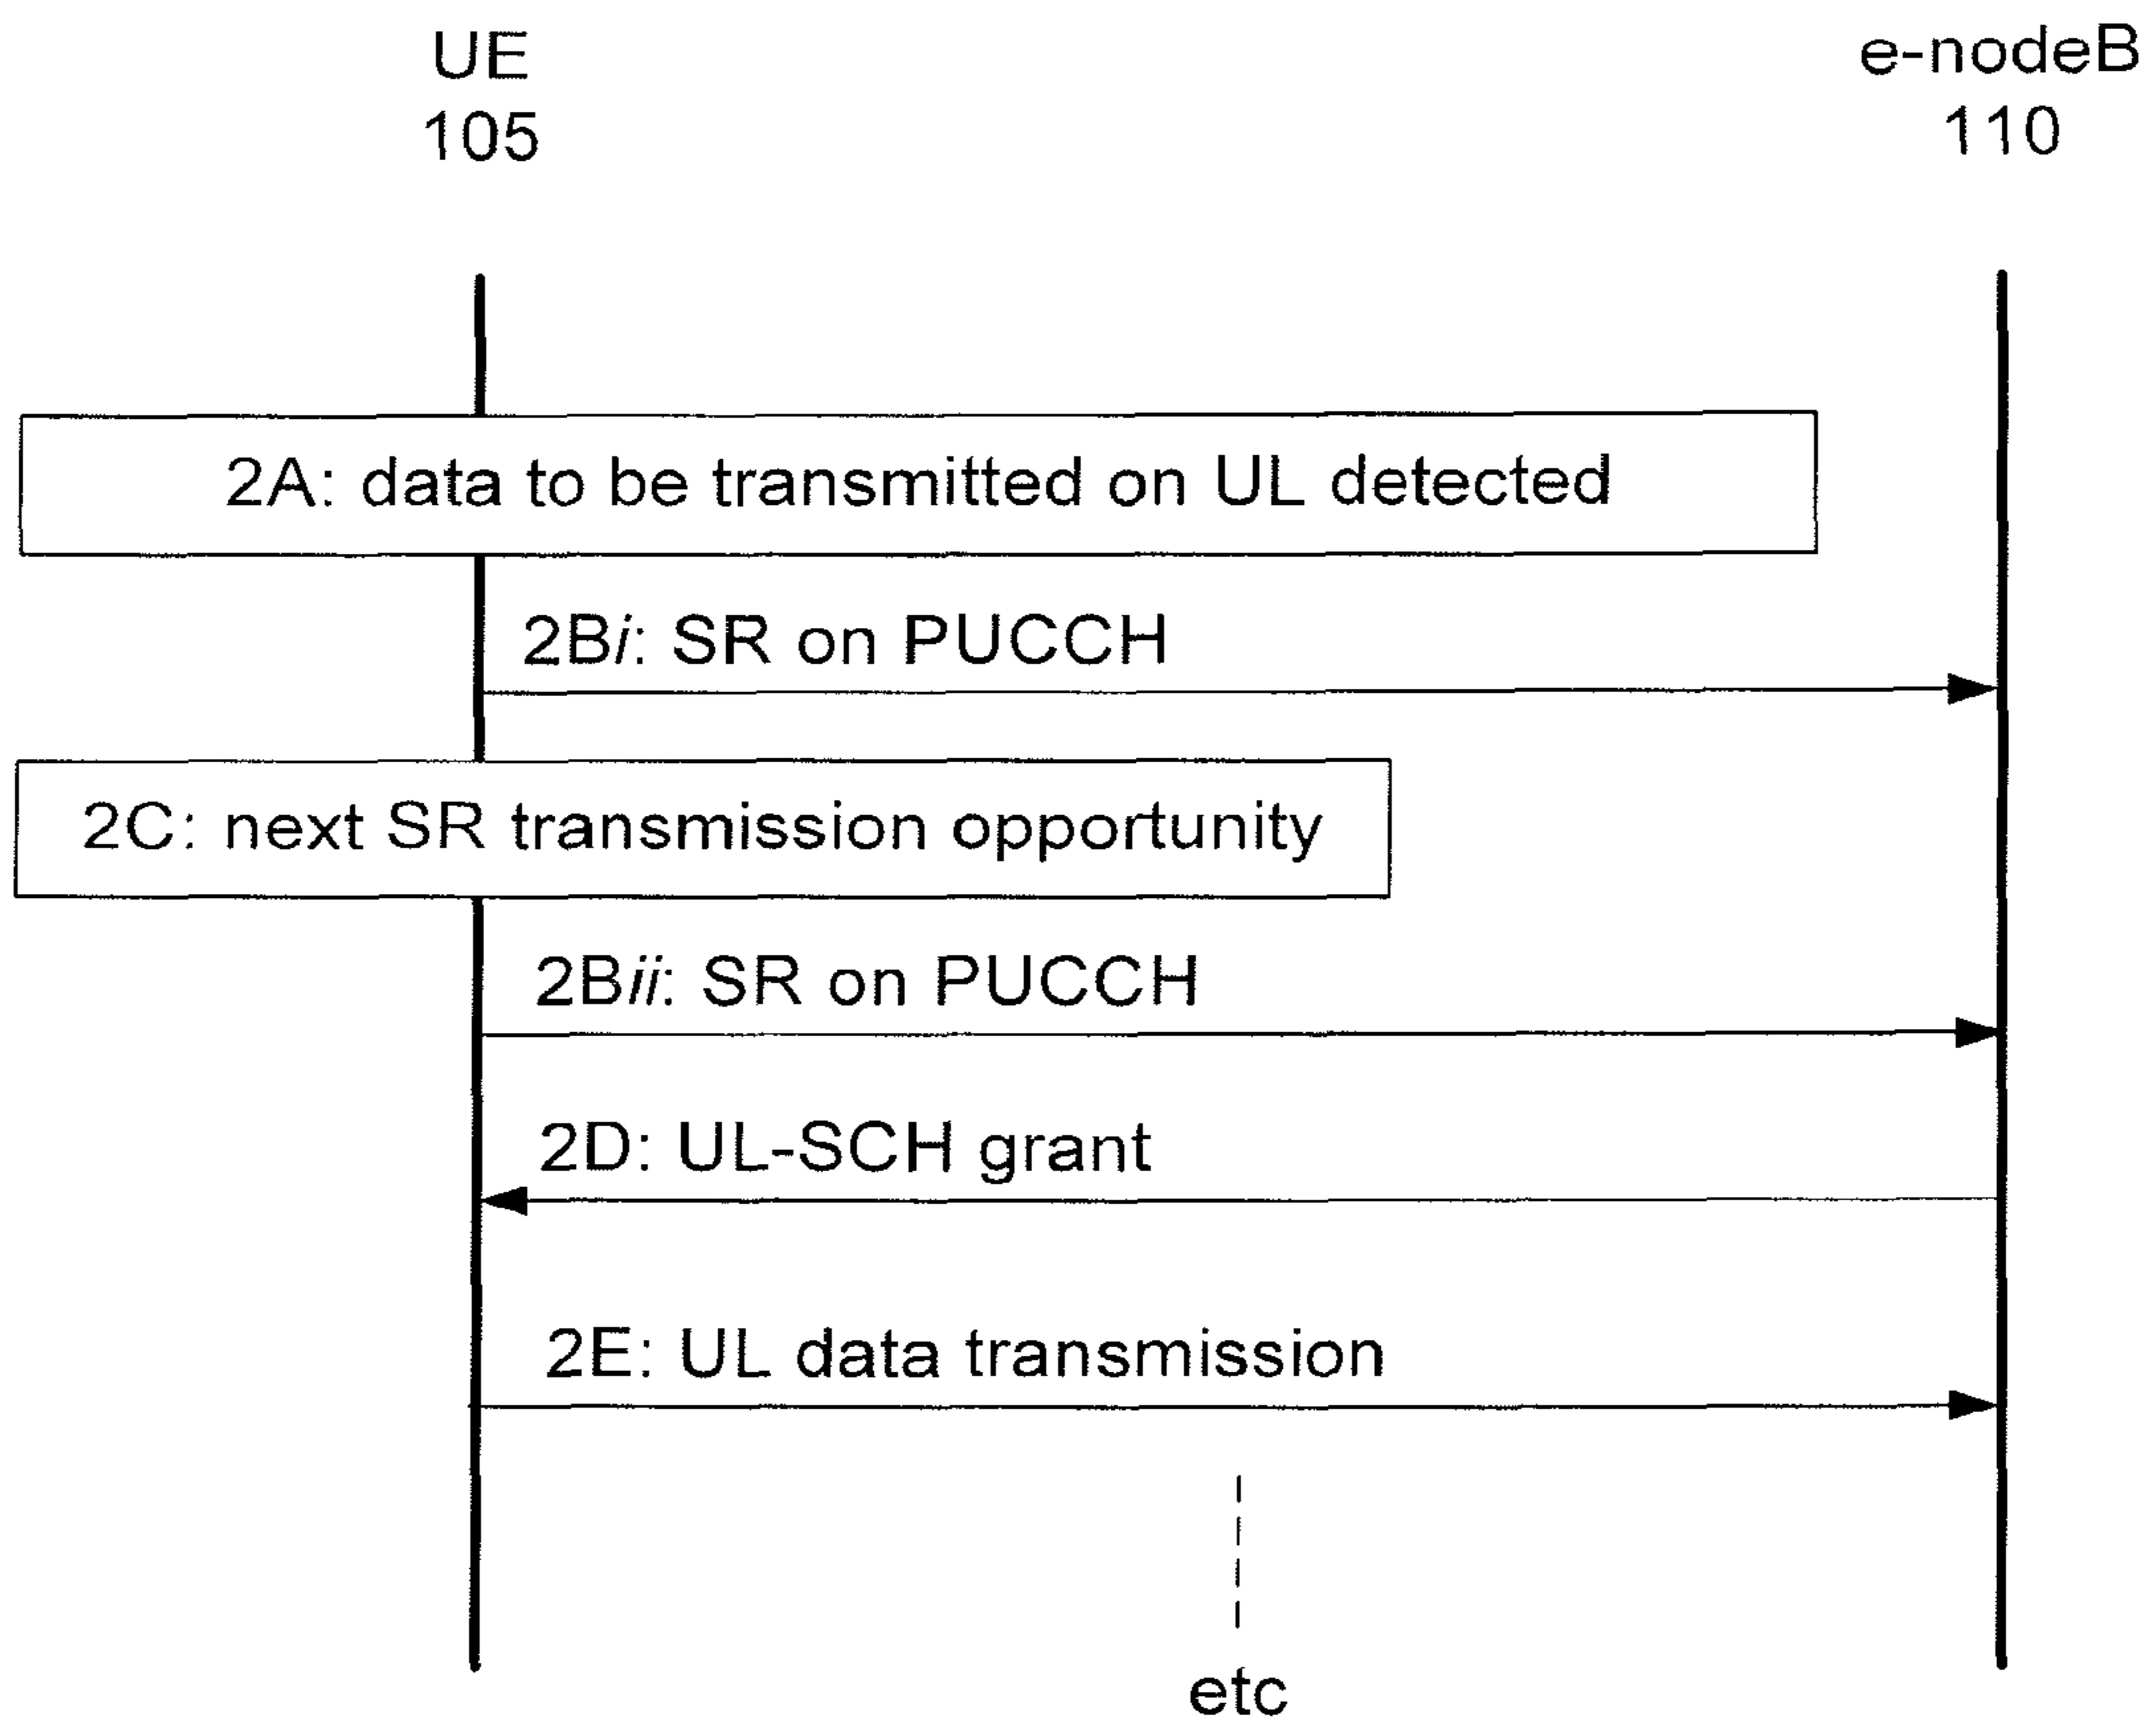 UE
105
e-nodeB
110
2A: data to be transmitted on UL detected
2Bi: SR on PUCCH
2C: next SR transmission opportunity
2Bii: SR on PUCCH
2D: UL-SCH grant
2E: UL data transmission
etc